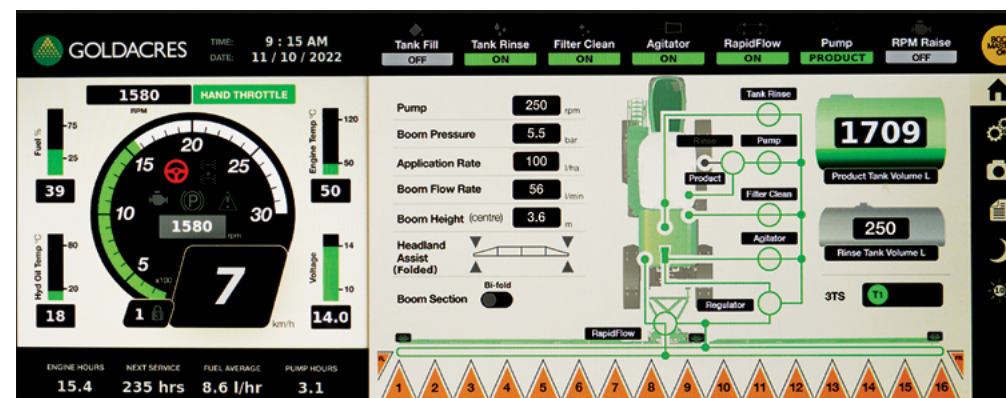 GOLDACRES
TIME: 9 : 15 AM
DATE: 11 / 10 / 2022
Tank Fill
OFF
Tank Rinse
ON
Filter Clean
ON
Agitator
ON
RapidFlow
ON
Pump
PRODUCT
RPM Raise
OFF
1580
RPM
HAND THROTTLE
Fuel %
75
25
39
Engine Temp °C
120
50
50
Hyd Oil Temp °C
80
20
18
Voltage
14
10
14.0
5
10
15
20
25
30
x100
1580 rpm
1
7
km/h
ENGINE HOURS
15.4
NEXT SERVICE
235 hrs
FUEL AVERAGE
8.6 l/hr
PUMP HOURS
3.1
Pump 250 rpm
Boom Pressure 5.5 bar
Application Rate 100 l/ha
Boom Flow Rate 56 l/min
Boom Height (centre) 3.6 m
Headland
Assist
(Folded)
Boom Section
Bi-fold
Tank Rinse
Rinse
Pump
Product
Filter Clean
Agitator
Regulator
RapidFlow
1709
Product Tank Volume L
250
Rinse Tank Volume L
3TS
T1
1 2 3 4 5 6 7 8 9 10 11 12 13 14 15 16